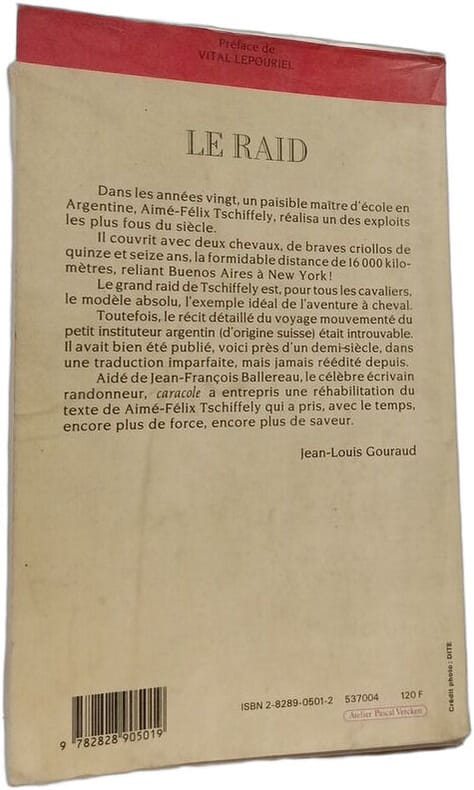 Préface de
VITAL LEPOURIEL
LE RAID
Dans les années vingt, un paisible maître d'école en
Argentine, Aimé-Félix Tschiffely, réalisa un des exploits
les plus fous du siècle.
Il couvrit avec deux chevaux, de braves criollos de
quinze et seize ans, la formidable distance de 16 000 kilo-
mètres, reliant Buenos Aires à New York !
Le grand raid de Tschiffely est, pour tous les cavaliers,
le modèle absolu, l'exemple idéal de l'aventure à cheval.
Toutefois, le récit détaillé du voyage mouvementé du
petit instituteur argentin (d'origine suisse) était introuvable.
Il avait bien été publié, voici près d'un demi-siècle, dans
une traduction imparfaite, mais jamais réédité depuis.
Aidé de Jean-François Ballereau, le célèbre écrivain
randonneur, caracole a entrepris une réhabilitation du
texte de Aimé-Félix Tschiffely qui a pris, avec le temps,
encore plus de force, encore plus de saveur.
Jean-Louis Gouraud
Crédit photo : DITE
ISBN 2-8289-0501-2 537004 120 F
Atelier Pascal Vercken
9 782828 905019